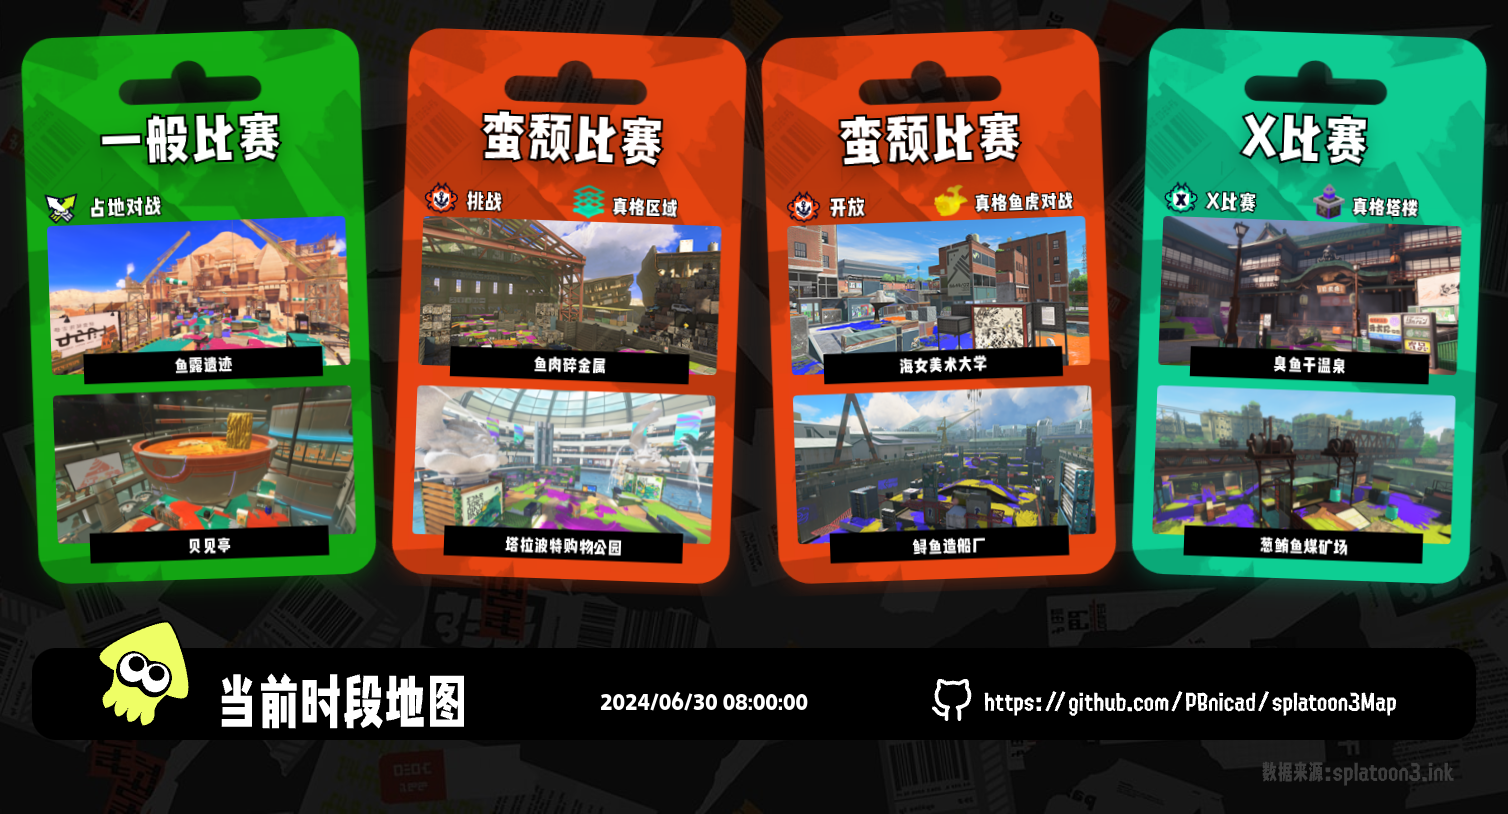 一般比赛
占地对战
鱼露遗迹
贝见亭
蛮颓比赛
挑战
真格区域
鱼肉碎金属
塔拉波特购物公园
蛮颓比赛
开放
真格鱼虎对战
海女美术大学
鲟鱼造船厂
X比赛
X比赛
真格塔楼
臭鱼干温泉
葱鲔鱼煤矿场
当前时段地图
2024/06/30 08:00:00
https://github.com/PBnicad/splatoon3Map
数据来源:splatoon3.ink